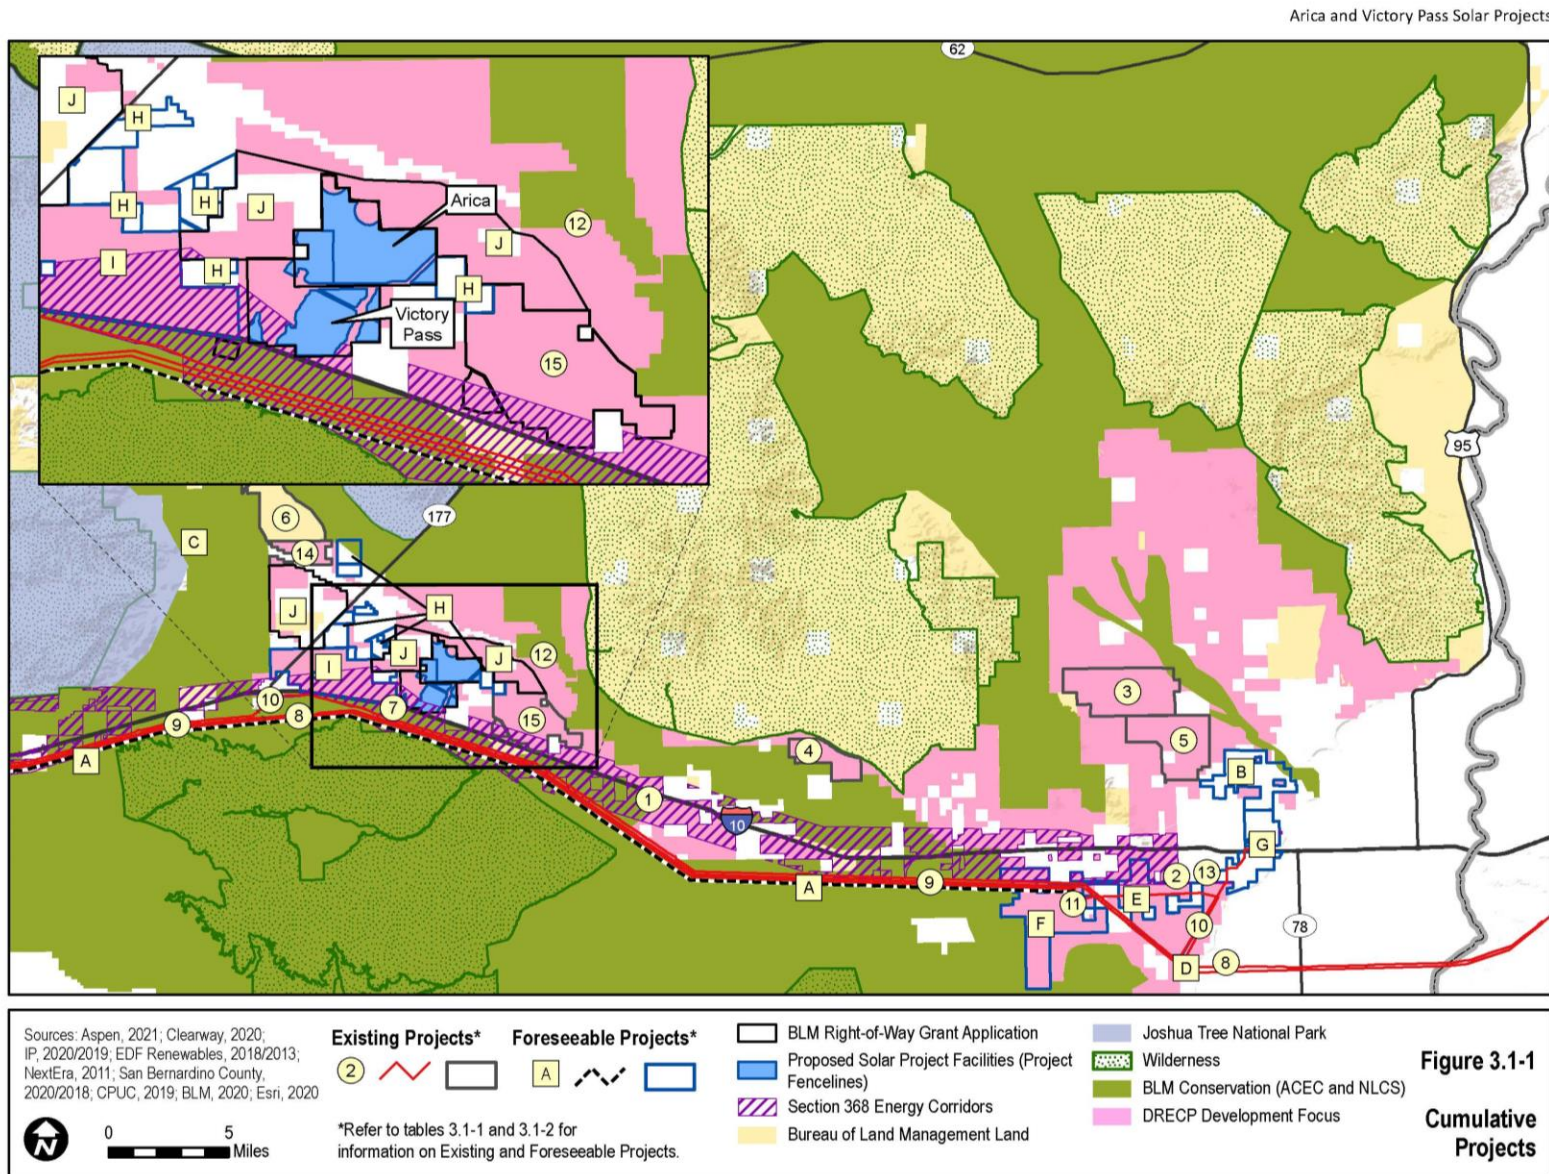 Arica and Victory Pass Solar Projects
62
J
H
H
H
J
Arica
12
J
I
H
H
Victory
Pass
15
95
6
177
C
14
H
J
J
J
12
I
3
10
7
15
9
8
5
4
A
B
1
10
G
2
13
A
9
E
11
F
10
78
D
8
Sources: Aspen, 2021; Clearway, 2020;
IP, 2020/2019; EDF Renewables, 2018/2013;
NextEra, 2011; San Bernardino County,
2020/2018; CPUC, 2019; BLM, 2020; Esri, 2020
N
0 5
Miles
Existing Projects*
2
Foreseeable Projects*
A
*Refer to tables 3.1-1 and 3.1-2 for
information on Existing and Foreseeable Projects.
BLM Right-of-Way Grant Application
Proposed Solar Project Facilities (Project
Fencelines)
Section 368 Energy Corridors
Bureau of Land Management Land
Joshua Tree National Park
Wilderness
BLM Conservation (ACEC and NLCS)
DRECP Development Focus
Figure 3.1-1
Cumulative
Projects